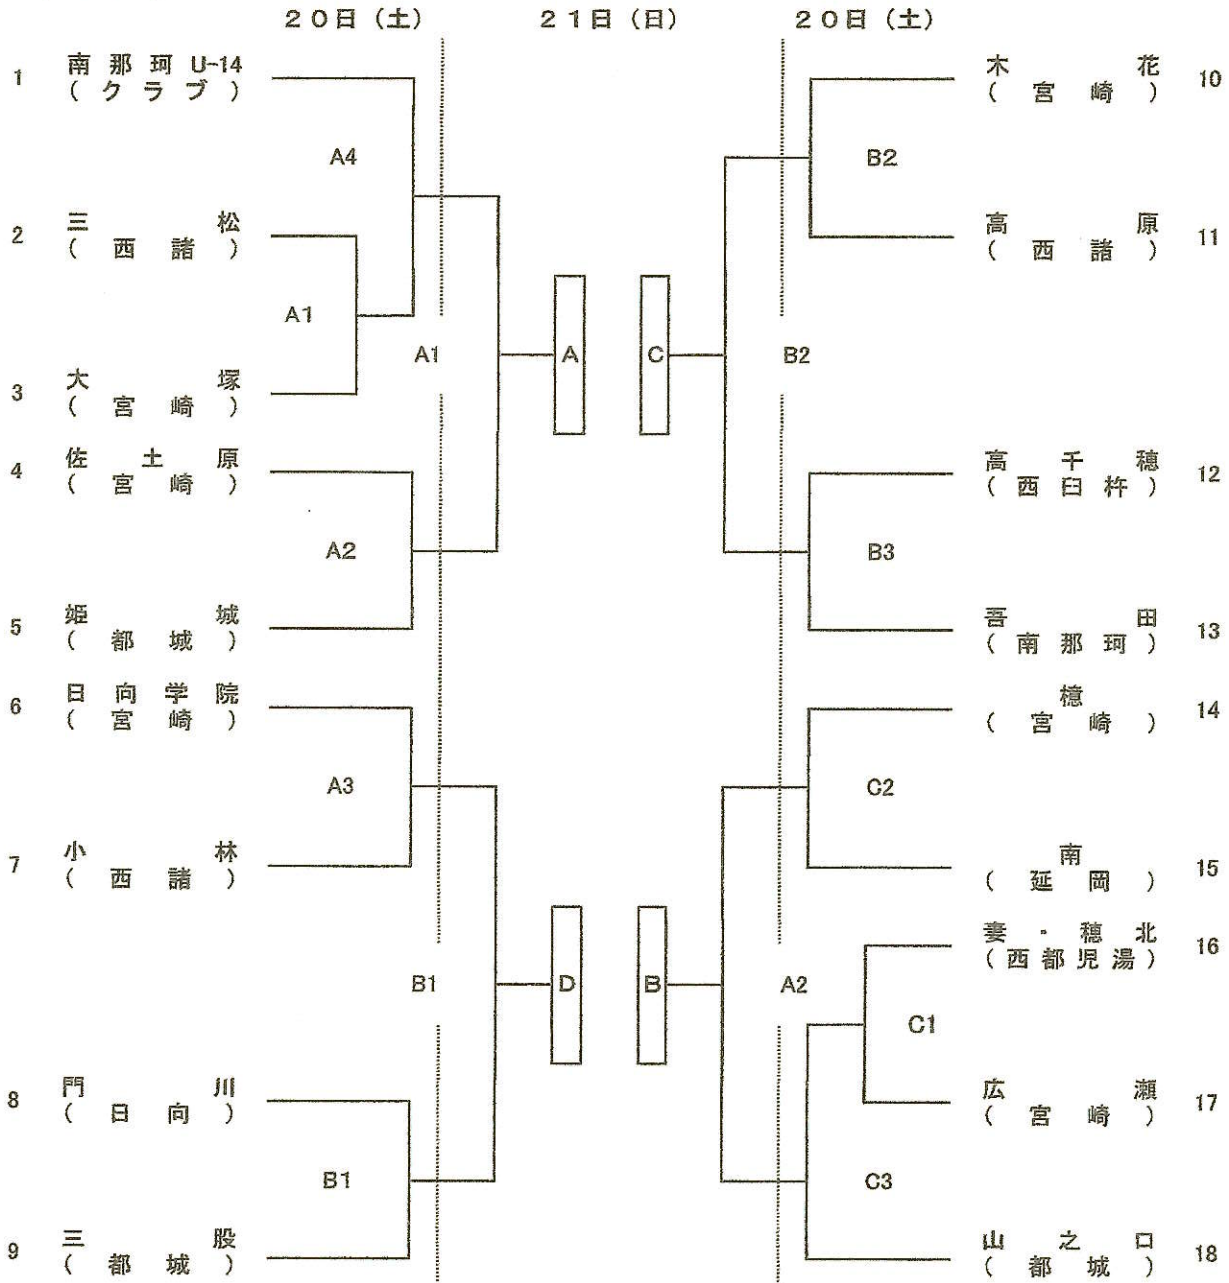 20日（土）
21日（日）
20日（土）
1
南那珂U-14
（クラブ）
A4
2
三松
（西諸）
A1
3
大塚
（宮崎）
A1
A
4
佐土原
（宮崎）
A2
5
姫城
（都城）
6
日向学院
（宮崎）
A3
7
小林
（西諸）
B1
D
8
門川
（日向）
B1
9
三股
（都城）
木花
（宮崎）
10
B2
高原
（西諸）
11
C
B2
高千穂
（西臼杵）
12
B3
吾田
（南那珂）
13
檍
（宮崎）
14
C2
南
（延岡）
15
B
A2
妻・穂北
（西都児湯）
16
C1
広瀬
（宮崎）
17
C3
山之口
（都城）
18